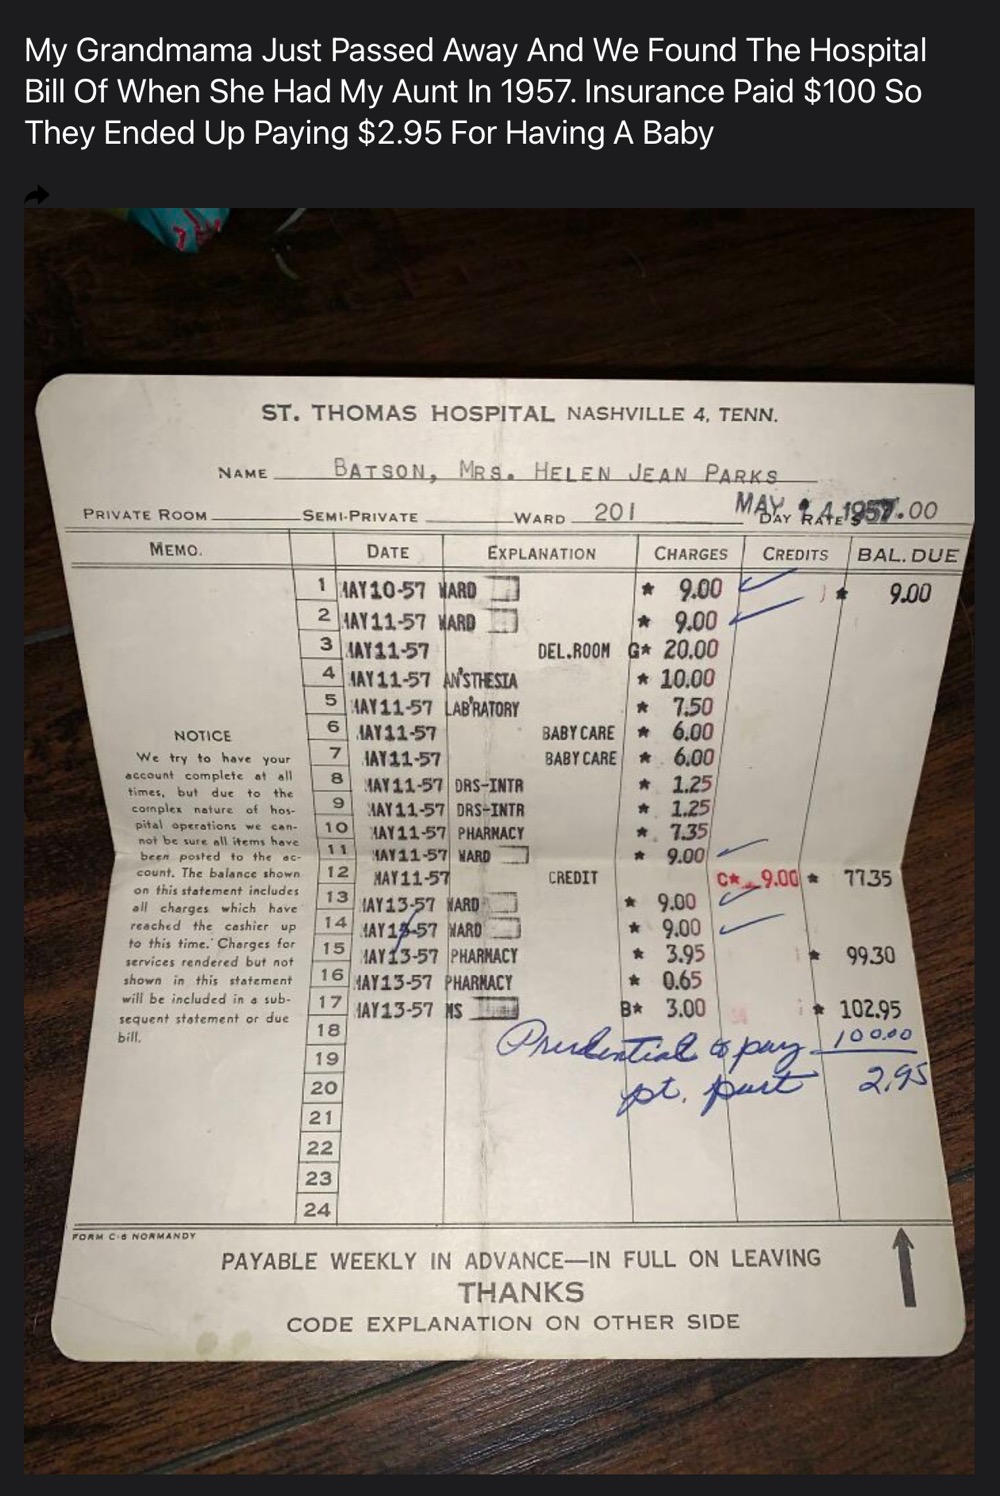 My Grandmama Just Passed Away And We Found The Hospital
Bill Of When She Had My Aunt In 1957. Insurance Paid $100 So
They Ended Up Paying $2.95 For Having A Baby
ST. THOMAS HOSPITAL NASHVILLE 4, TENN.
NAME BATSON, MRS. HELEN JEAN PARKS
PRIVATE ROOM SEMI-PRIVATE WARD 201 DAY RATE $ .00
MAY 14 1957
MEMO. DATE EXPLANATION CHARGES CREDITS BAL. DUE
1 MAY10-57 WARD * 9.00 * 9.00
2 MAY11-57 WARD * 9.00
3 MAY11-57 DEL.ROOM G* 20.00
4 MAY11-57 AN'STHESIA * 10.00
5 MAY11-57 LAB'RATORY * 7.50
6 MAY11-57 BABY CARE * 6.00
7 MAY11-57 BABY CARE * 6.00
8 MAY11-57 DRS-INTR * 1.25
9 MAY11-57 DRS-INTR * 1.25
10 MAY11-57 PHARMACY * 7.35
11 MAY11-57 WARD * 9.00
12 MAY11-57 CREDIT C* 9.00 * 77.35
13 MAY13-57 WARD * 9.00
14 MAY13-57 WARD * 9.00
15 MAY13-57 PHARMACY * 3.95 * 99.30
16 MAY13-57 PHARMACY * 0.65
17 MAY13-57 MS B* 3.00 * 102.95
18 Prudential to pay 100.00
19
20 pt. part 2.95
21
22
23
24
NOTICE
We try to have your
account complete at all
times, but due to the
complex nature of hos-
pital operations we can-
not be sure all items have
been posted to the ac-
count. The balance shown
on this statement includes
all charges which have
reached the cashier up
to this time. Charges for
services rendered but not
shown in this statement
will be included in a sub-
sequent statement or due
bill.
FORM C-6 NORMANDY
PAYABLE WEEKLY IN ADVANCE—IN FULL ON LEAVING
THANKS
CODE EXPLANATION ON OTHER SIDE